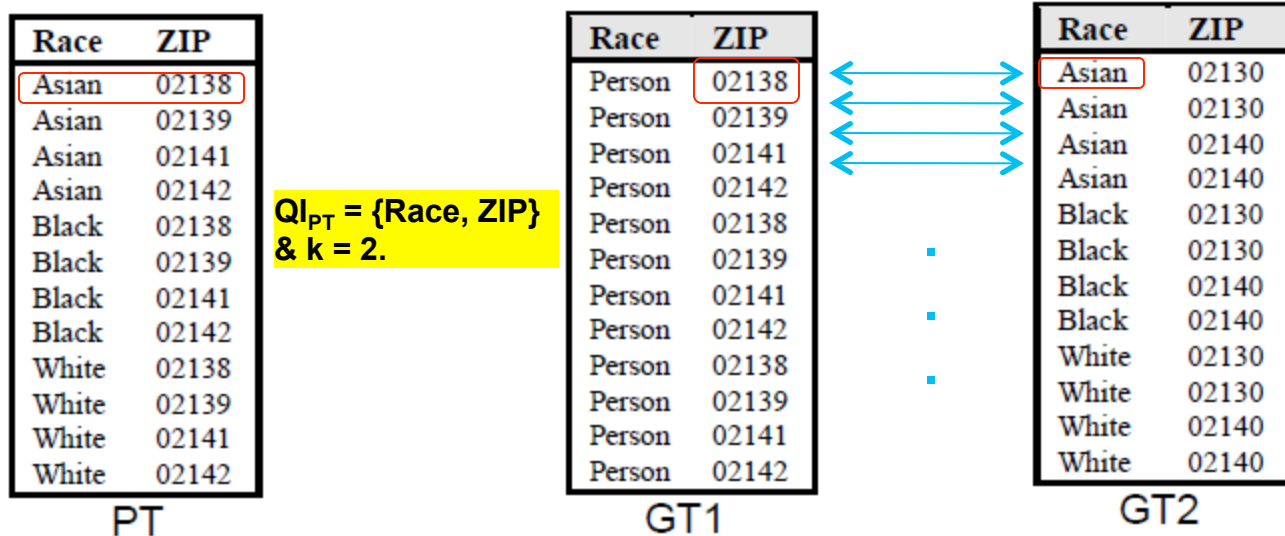 Race ZIP
Asian 02138
Asian 02139
Asian 02141
Asian 02142
Black 02138
Black 02139
Black 02141
Black 02142
White 02138
White 02139
White 02141
White 02142
PT
QIPT = {Race, ZIP}
& k = 2.
Race ZIP
Person 02138
Person 02139
Person 02141
Person 02142
Person 02138
Person 02139
Person 02141
Person 02142
Person 02138
Person 02139
Person 02141
Person 02142
GT1
Race ZIP
Asian 02130
Asian 02130
Asian 02140
Asian 02140
Black 02130
Black 02130
Black 02140
Black 02140
White 02130
White 02130
White 02140
White 02140
GT2